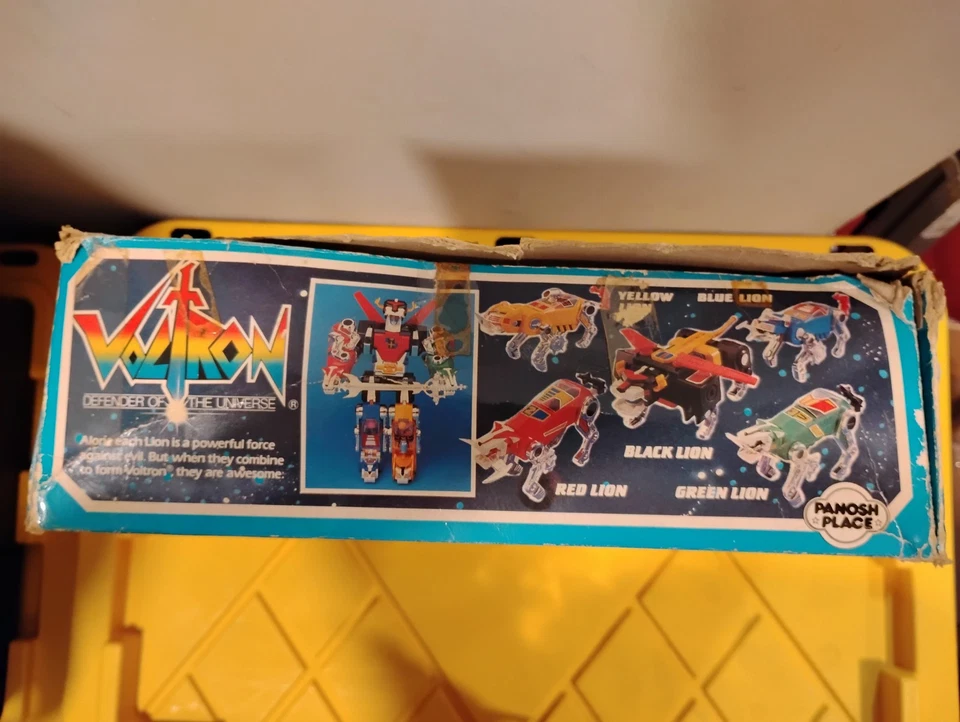 VOLTRON
DEFENDER OF THE UNIVERSE ®
Alone each Lion is a powerful force
against evil. But when they combine
to form Voltron® they are awesome.
YELLOW
LION
BLUE LION
BLACK LION
RED LION
GREEN LION
PANOSH
PLACE